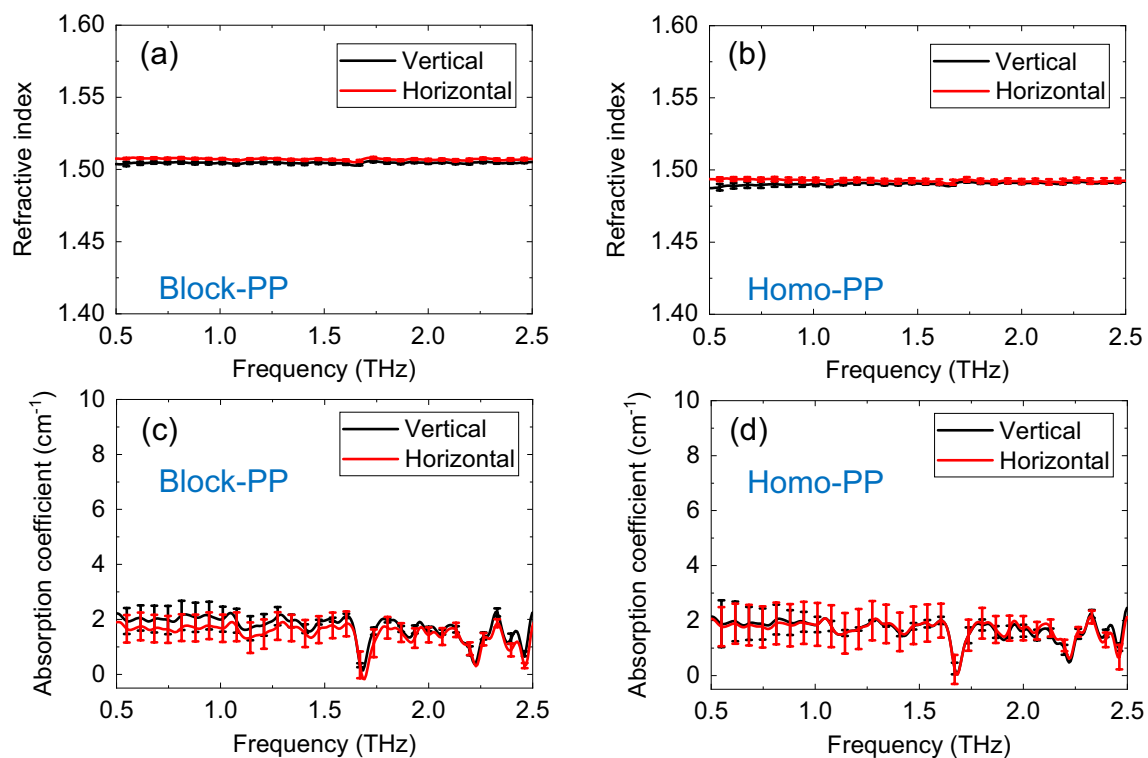 (a)
Vertical
Horizontal
Block-PP
Refractive index
1.60
1.55
1.50
1.45
1.40
0.5 1.0 1.5 2.0 2.5
Frequency (THz)
(b)
Vertical
Horizontal
Homo-PP
Refractive index
1.60
1.55
1.50
1.45
1.40
0.5 1.0 1.5 2.0 2.5
Frequency (THz)
(c)
Vertical
Horizontal
Block-PP
Absorption coefficient (cm⁻¹)
10
8
6
4
2
0
0.5 1.0 1.5 2.0 2.5
Frequency (THz)
(d)
Vertical
Horizontal
Homo-PP
Absorption coefficient (cm⁻¹)
10
8
6
4
2
0
0.5 1.0 1.5 2.0 2.5
Frequency (THz)